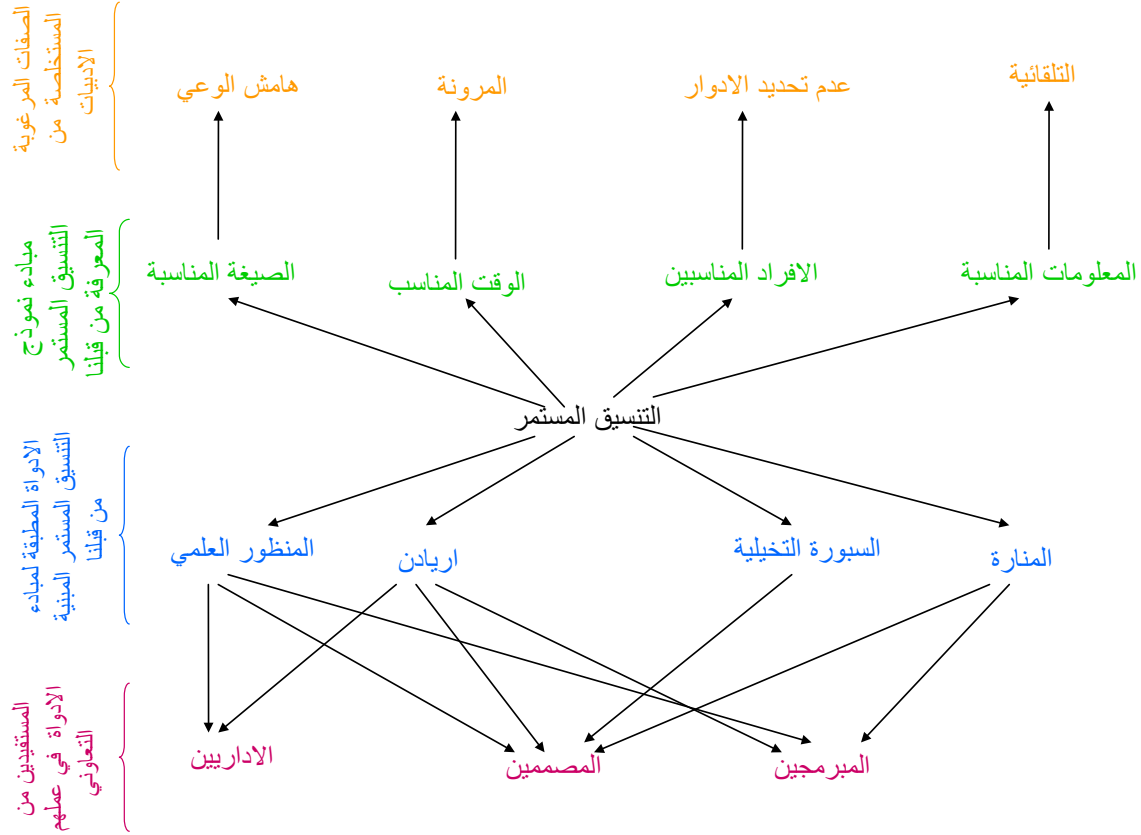 الصفات المرغوبة
المستخلصة من
الادبيات
التلقائية
عدم تحديد الادوار
المرونة
هامش الوعي
مبادء نموذج
التنسيق المستمر
المعرفة من قبلنا
المعلومات المناسبة
الافراد المناسبين
الوقت المناسب
الصيغة المناسبة
التنسيق المستمر
الادواة المطبقة لمبادء
التنسيق المستمر المبنية
من قبلنا
المنارة
السبورة التخيلية
اريادن
المنظور العلمي
المستفيدين من
الادواة في عملهم
التعاوني
المبرمجين
المصممين
الاداريين